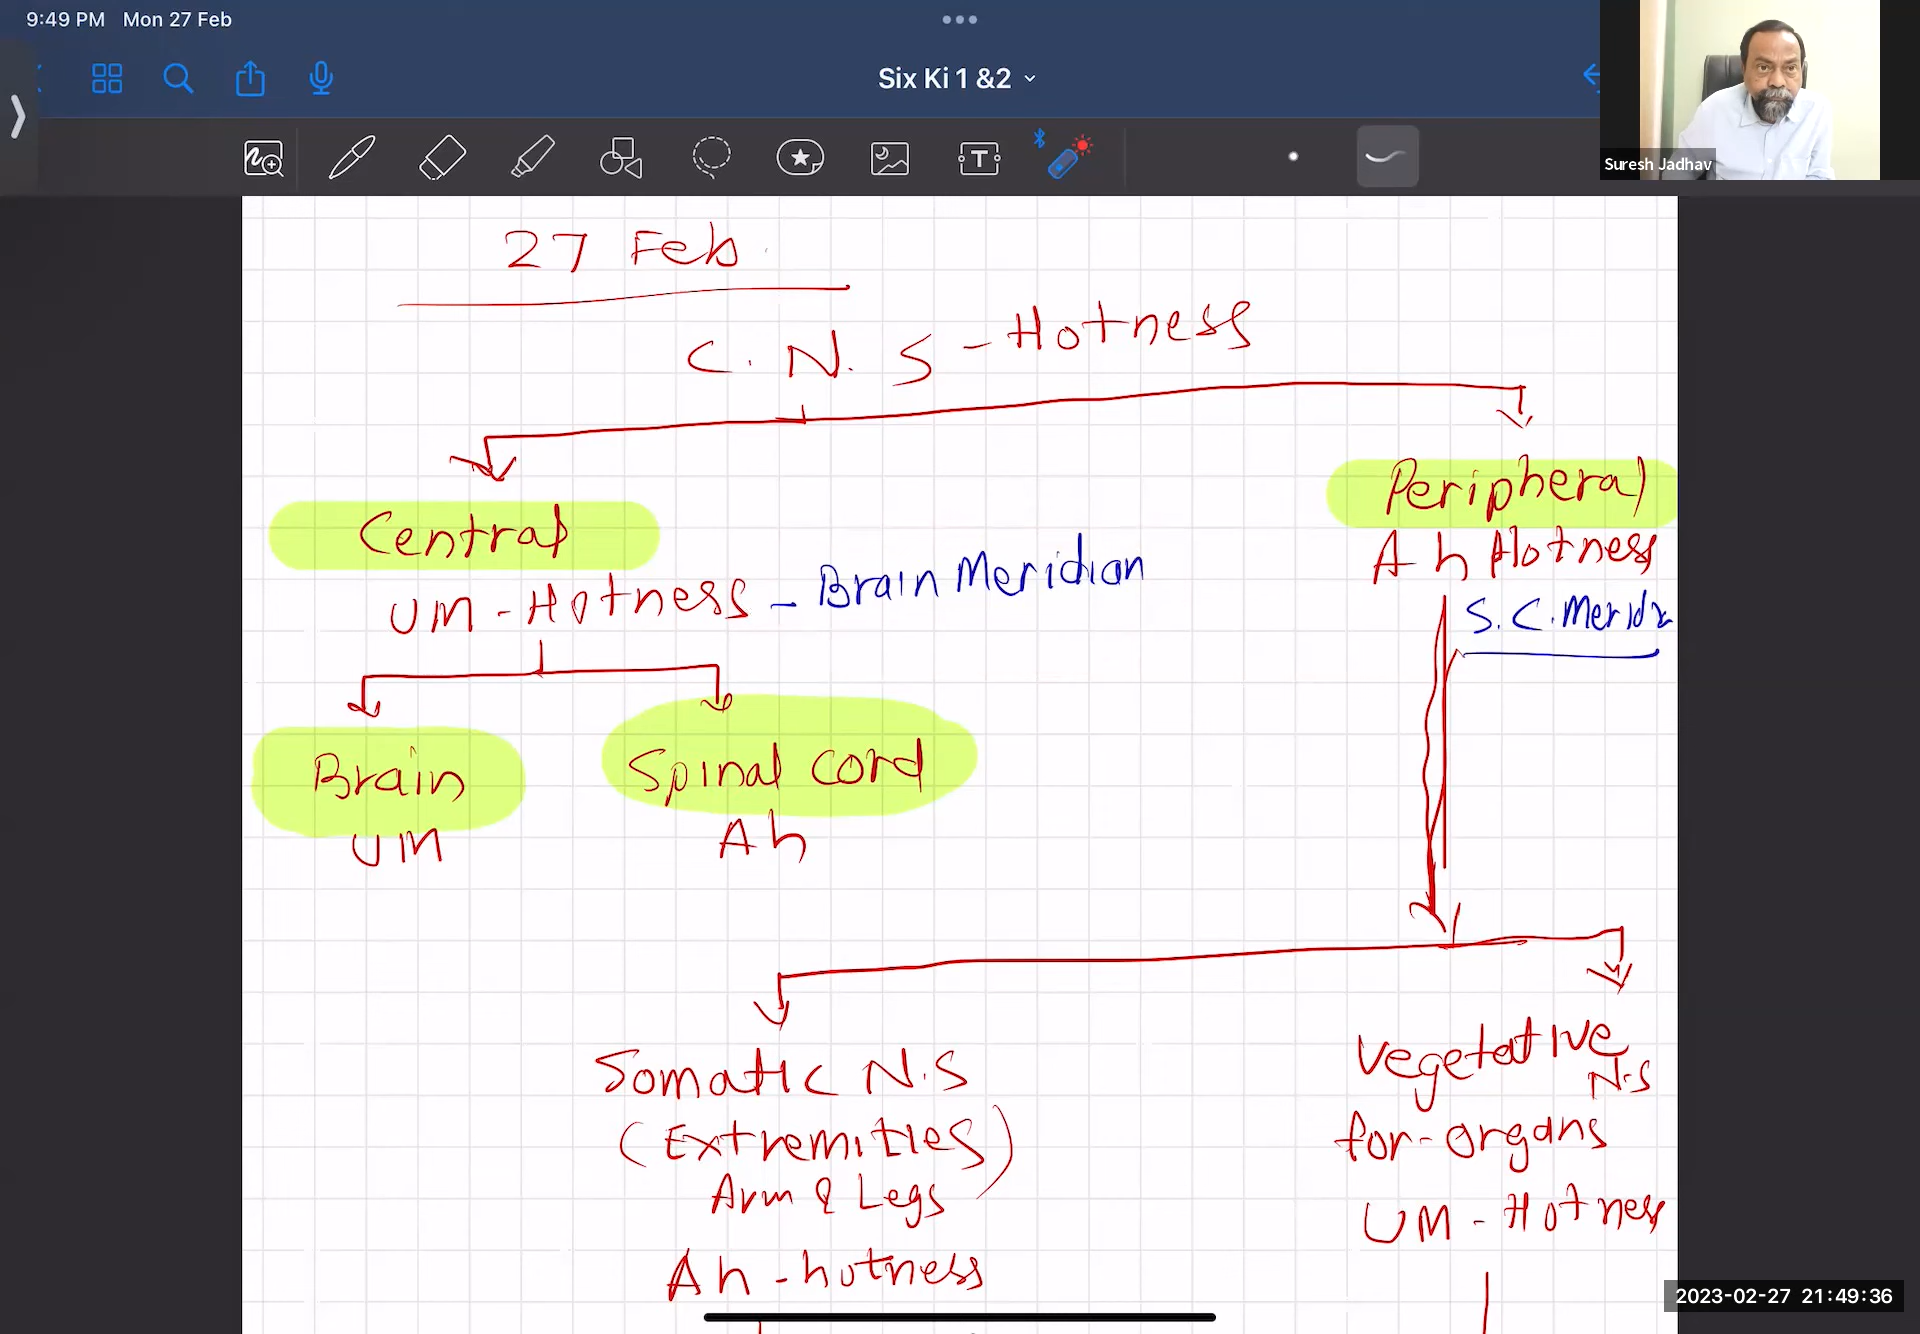 9:49 PM Mon 27 Feb
Six Ki 1 &2
Suresh Jadhav
27 Feb
C.N.S - Hotness
Central
Peripheral
UM - Hotness - Brain Meridian
Ah Hotness
S.C. Merid
Brain
Spinal Cord
UM
Ah
Somatic N.S
Vegetative N.S
(Extremities)
for-organs
Arm & Legs
UM - Hotness
Ah - hotness
2023-02-27 21:49:36